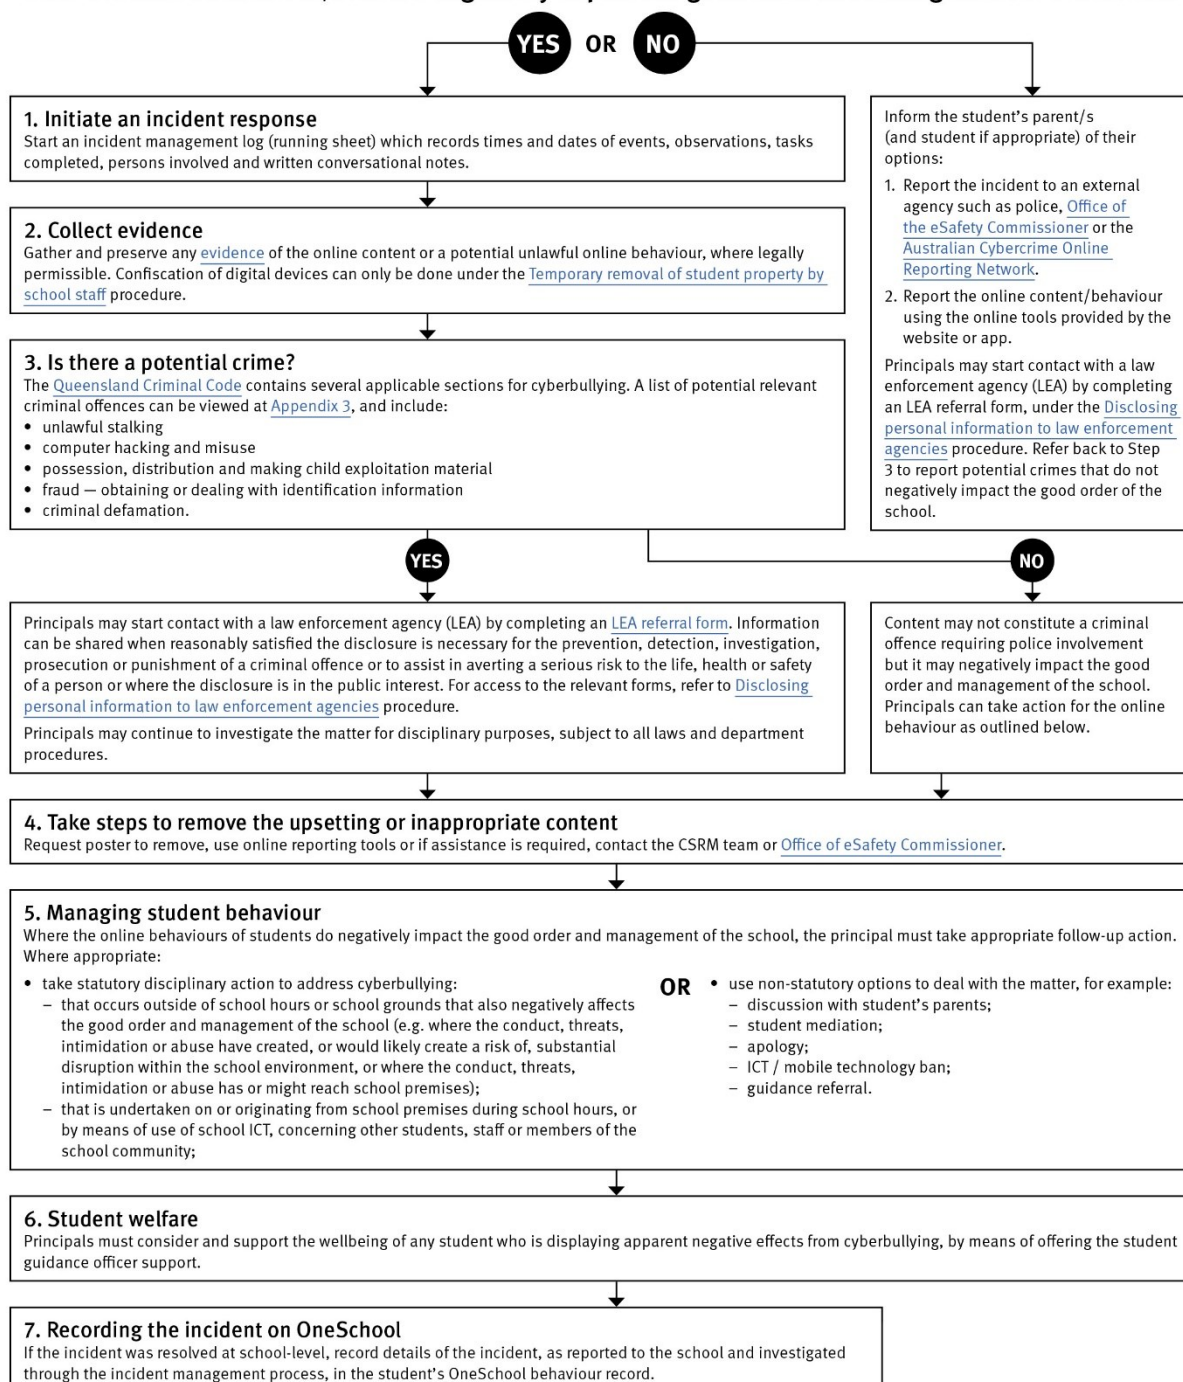 YES OR NO
1. Initiate an incident response
Start an incident management log (running sheet) which records times and dates of events, observations, tasks
completed, persons involved and written conversational notes.
2. Collect evidence
Gather and preserve any evidence of the online content or a potential unlawful online behaviour, where legally
permissible. Confiscation of digital devices can only be done under the Temporary removal of student property by
school staff procedure.
3. Is there a potential crime?
The Queensland Criminal Code contains several applicable sections for cyberbullying. A list of potential relevant
criminal offences can be viewed at Appendix 3, and include:
• unlawful stalking
• computer hacking and misuse
• possession, distribution and making child exploitation material
• fraud — obtaining or dealing with identification information
• criminal defamation.
Inform the student's parent/s
(and student if appropriate) of their
options:
1. Report the incident to an external
agency such as police, Office of
the eSafety Commissioner or the
Australian Cybercrime Online
Reporting Network.
2. Report the online content/behaviour
using the online tools provided by the
website or app.
Principals may start contact with a law
enforcement agency (LEA) by completing
an LEA referral form, under the Disclosing
personal information to law enforcement
agencies procedure. Refer back to Step
3 to report potential crimes that do not
negatively impact the good order of the
school.
YES
NO
Principals may start contact with a law enforcement agency (LEA) by completing an LEA referral form. Information
can be shared when reasonably satisfied the disclosure is necessary for the prevention, detection, investigation,
prosecution or punishment of a criminal offence or to assist in averting a serious risk to the life, health or safety
of a person or where the disclosure is in the public interest. For access to the relevant forms, refer to Disclosing
personal information to law enforcement agencies procedure.
Principals may continue to investigate the matter for disciplinary purposes, subject to all laws and department
procedures.
Content may not constitute a criminal
offence requiring police involvement
but it may negatively impact the good
order and management of the school.
Principals can take action for the online
behaviour as outlined below.
4. Take steps to remove the upsetting or inappropriate content
Request poster to remove, use online reporting tools or if assistance is required, contact the CSRM team or Office of eSafety Commissioner.
5. Managing student behaviour
Where the online behaviours of students do negatively impact the good order and management of the school, the principal must take appropriate follow-up action.
Where appropriate:
• take statutory disciplinary action to address cyberbullying:
– that occurs outside of school hours or school grounds that also negatively affects
the good order and management of the school (e.g. where the conduct, threats,
intimidation or abuse have created, or would likely create a risk of, substantial
disruption within the school environment, or where the conduct, threats,
intimidation or abuse has or might reach school premises);
– that is undertaken on or originating from school premises during school hours, or
by means of use of school ICT, concerning other students, staff or members of the
school community;
OR
• use non-statutory options to deal with the matter, for example:
– discussion with student's parents;
– student mediation;
– apology;
– ICT / mobile technology ban;
– guidance referral.
6. Student welfare
Principals must consider and support the wellbeing of any student who is displaying apparent negative effects from cyberbullying, by means of offering the student
guidance officer support.
7. Recording the incident on OneSchool
If the incident was resolved at school-level, record details of the incident, as reported to the school and investigated
through the incident management process, in the student's OneSchool behaviour record.